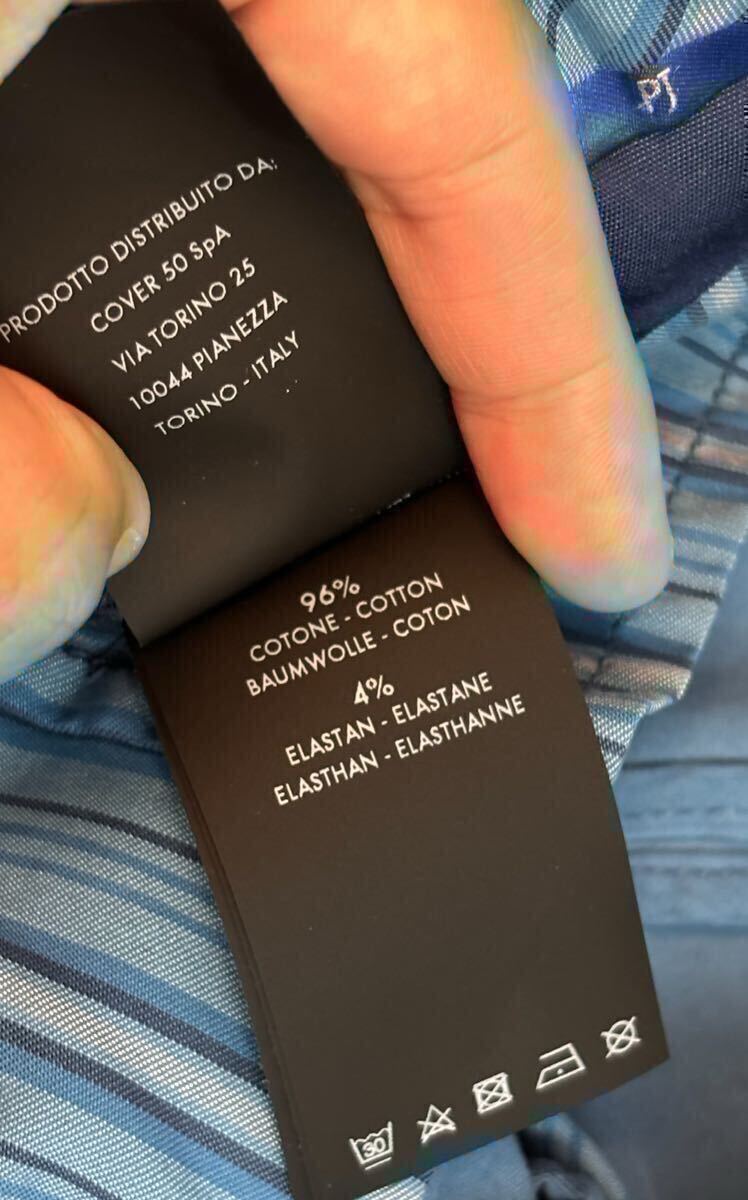 PT
PRODOTTO DISTRIBUITO DA:
COVER 50 SpA
VIA TORINO 25
10044 PIANEZZA
TORINO - ITALY
96%
COTONE - COTTON
BAUMWOLLE - COTON
4%
ELASTAN - ELASTANE
ELASTHAN - ELASTHANNE
30